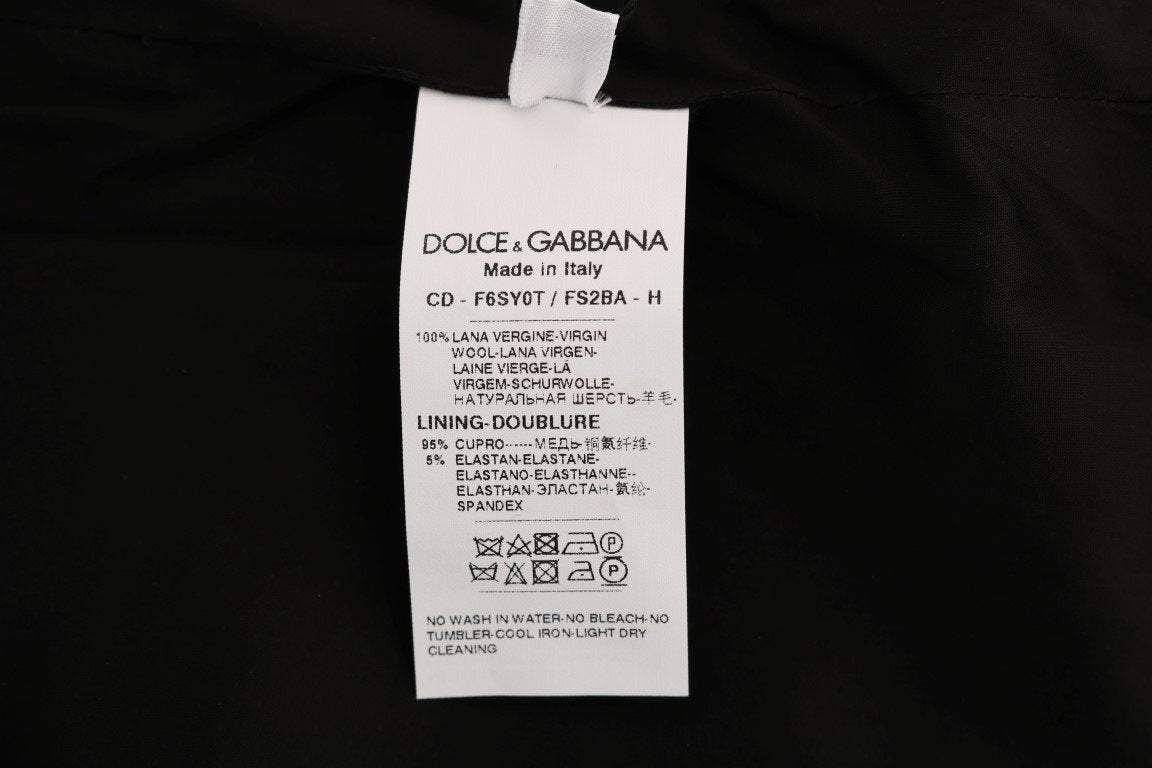 DOLCE & GABBANA
Made in Italy
CD - F6SY0T / FS2BA - H
100% LANA VERGINE-VIRGIN
WOOL-LANA VIRGEN-
LAINE VIERGE-LÁ
VIRGEM-SCHURWOLLE-
НАТУРАЛЬНАЯ ШЕРСТЬ-羊毛-
LINING-DOUBLURE
95% CUPRO------МЕДЬ-铜氨纤维-
5% ELASTAN-ELASTANE-
ELASTANO-ELASTHANNE--
ELASTHAN-ЭЛАСТАН-氨纶-
SPANDEX
P
P
NO WASH IN WATER-NO BLEACH-NO
TUMBLER-COOL IRON-LIGHT DRY
CLEANING